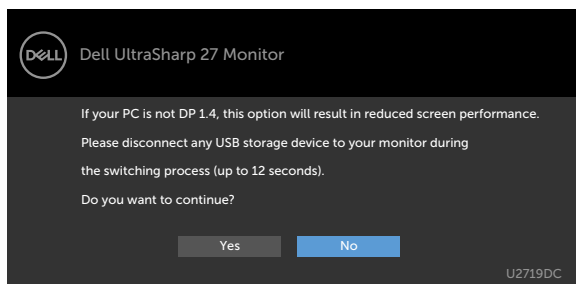 DELL
Dell UltraSharp 27 Monitor
If your PC is not DP 1.4, this option will result in reduced screen performance.
Please disconnect any USB storage device to your monitor during
the switching process (up to 12 seconds).
Do you want to continue?
Yes
No
U2719DC